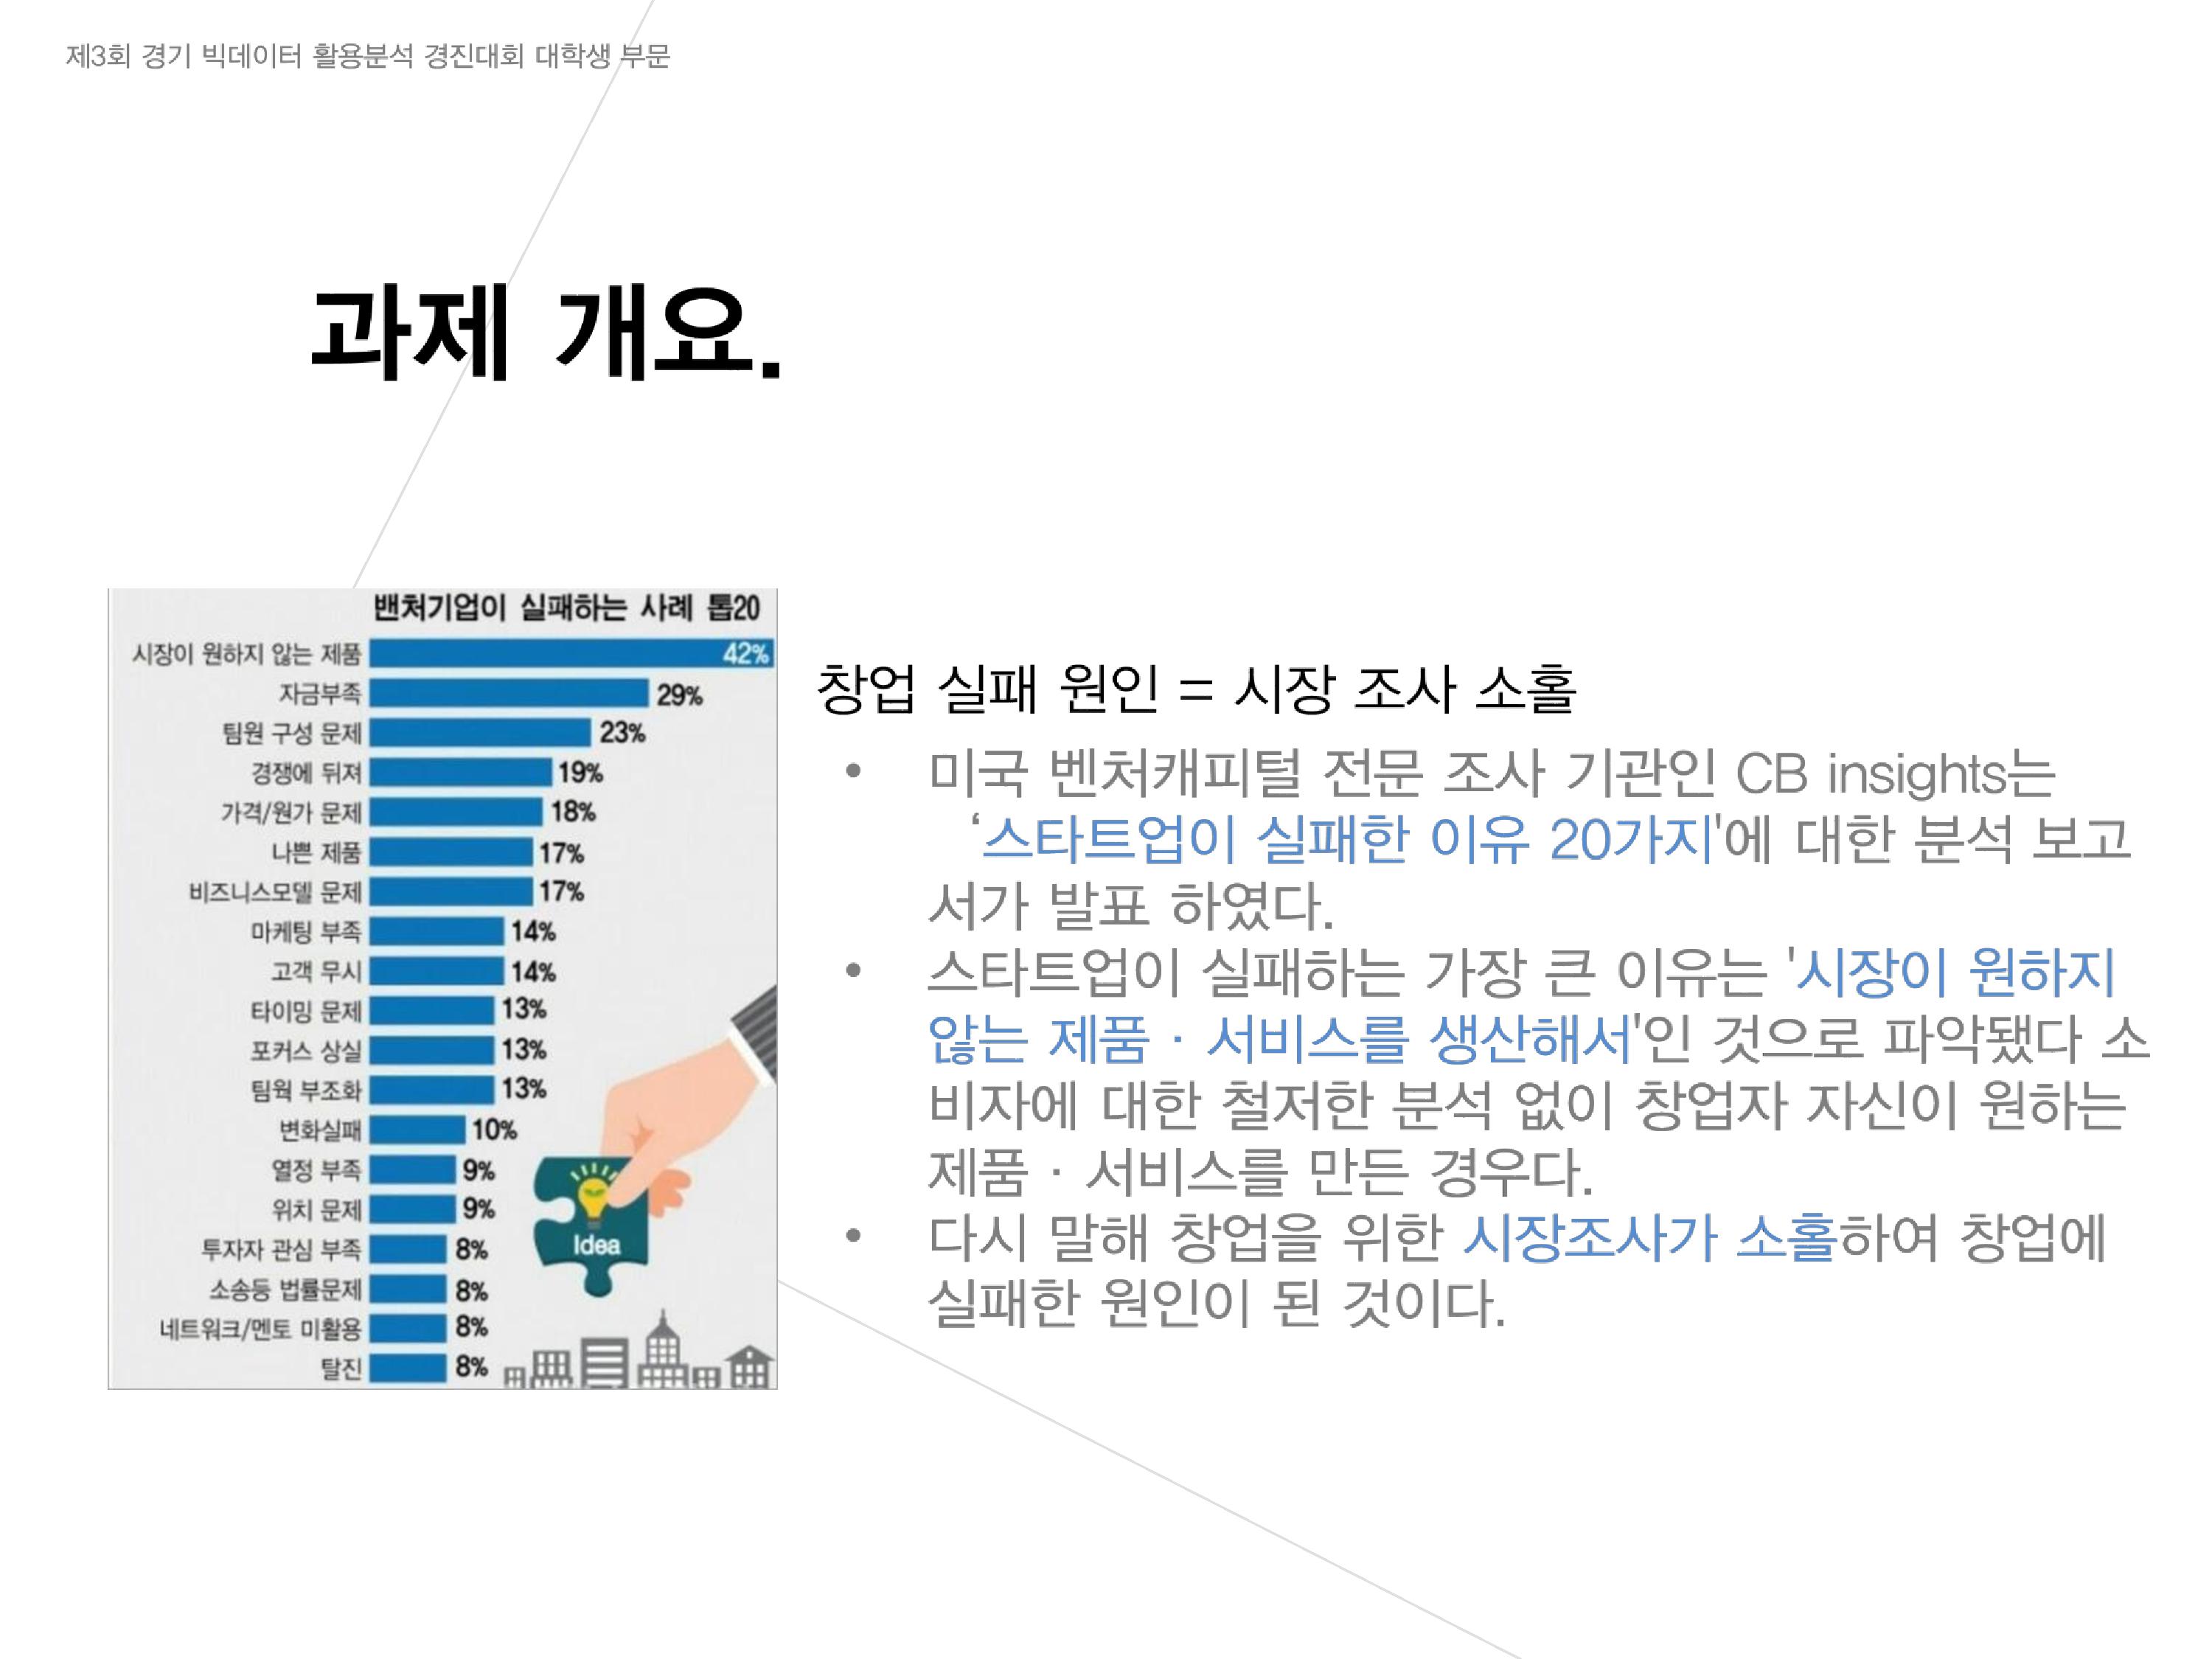 제3회 경기 빅데이터 활용분석 경진대회 대학생 부문
과제 개요.
밴처기업이 실패하는 사례 톱20
시장이 원하지 않는 제품 42%
자금부족 29%
팀원 구성 문제 23%
경쟁에 뒤져 19%
가격/원가 문제 18%
나쁜 제품 17%
비즈니스모델 문제 17%
마케팅 부족 14%
고객 무시 14%
타이밍 문제 13%
포커스 상실 13%
팀웍 부조화 13%
변화실패 10%
열정 부족 9%
위치 문제 9%
투자자 관심 부족 8%
소송등 법률문제 8%
네트워크/멘토 미활용 8%
탈진 8%
Idea
창업 실패 원인 = 시장 조사 소홀
• 미국 벤처캐피털 전문 조사 기관인 CB insights는
‘스타트업이 실패한 이유 20가지'에 대한 분석 보고
서가 발표 하였다.
• 스타트업이 실패하는 가장 큰 이유는 '시장이 원하지
않는 제품 · 서비스를 생산해서'인 것으로 파악됐다 소
비자에 대한 철저한 분석 없이 창업자 자신이 원하는
제품 · 서비스를 만든 경우다.
• 다시 말해 창업을 위한 시장조사가 소홀하여 창업에
실패한 원인이 된 것이다.